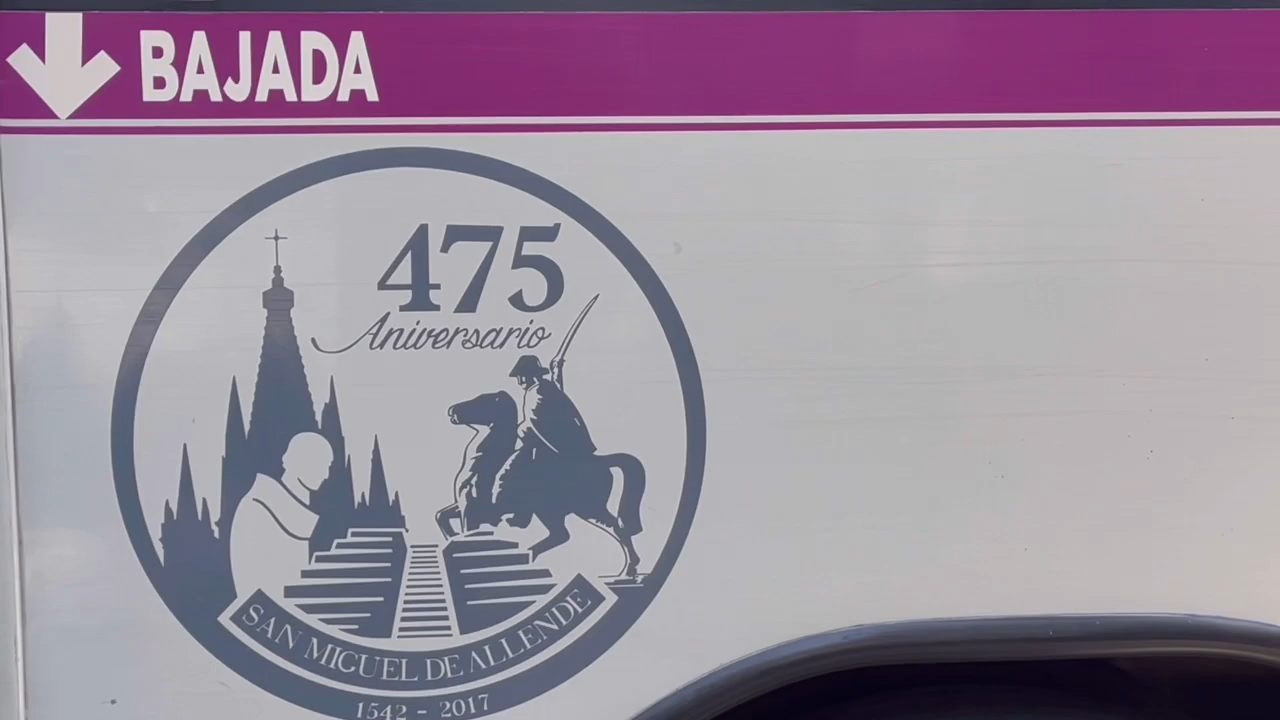 BAJADA
475
Aniversario
SAN MIGUEL DE ALLENDE
1542 - 2017